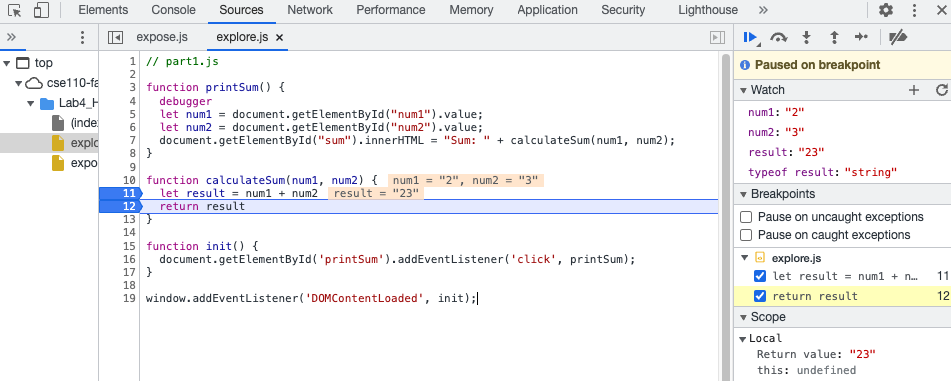 Elements Console Sources Network Performance Memory Application Security Lighthouse »
» expose.js explore.js ×
top
cse110-fa
Lab4_H
(index
explo
expo
1 // part1.js
2
3 function printSum() {
4 debugger
5 let num1 = document.getElementById("num1").value;
6 let num2 = document.getElementById("num2").value;
7 document.getElementById("sum").innerHTML = "Sum: " + calculateSum(num1, num2);
8 }
9
10 function calculateSum(num1, num2) { num1 = "2", num2 = "3"
11 let result = num1 + num2 result = "23"
12 return result
13 }
14
15 function init() {
16 document.getElementById('printSum').addEventListener('click', printSum);
17 }
18
19 window.addEventListener('DOMContentLoaded', init);
Paused on breakpoint
Watch
num1: "2"
num2: "3"
result: "23"
typeof result: "string"
Breakpoints
Pause on uncaught exceptions
Pause on caught exceptions
explore.js
let result = num1 + n… 11
return result 12
Scope
Local
Return value: "23"
this: undefined